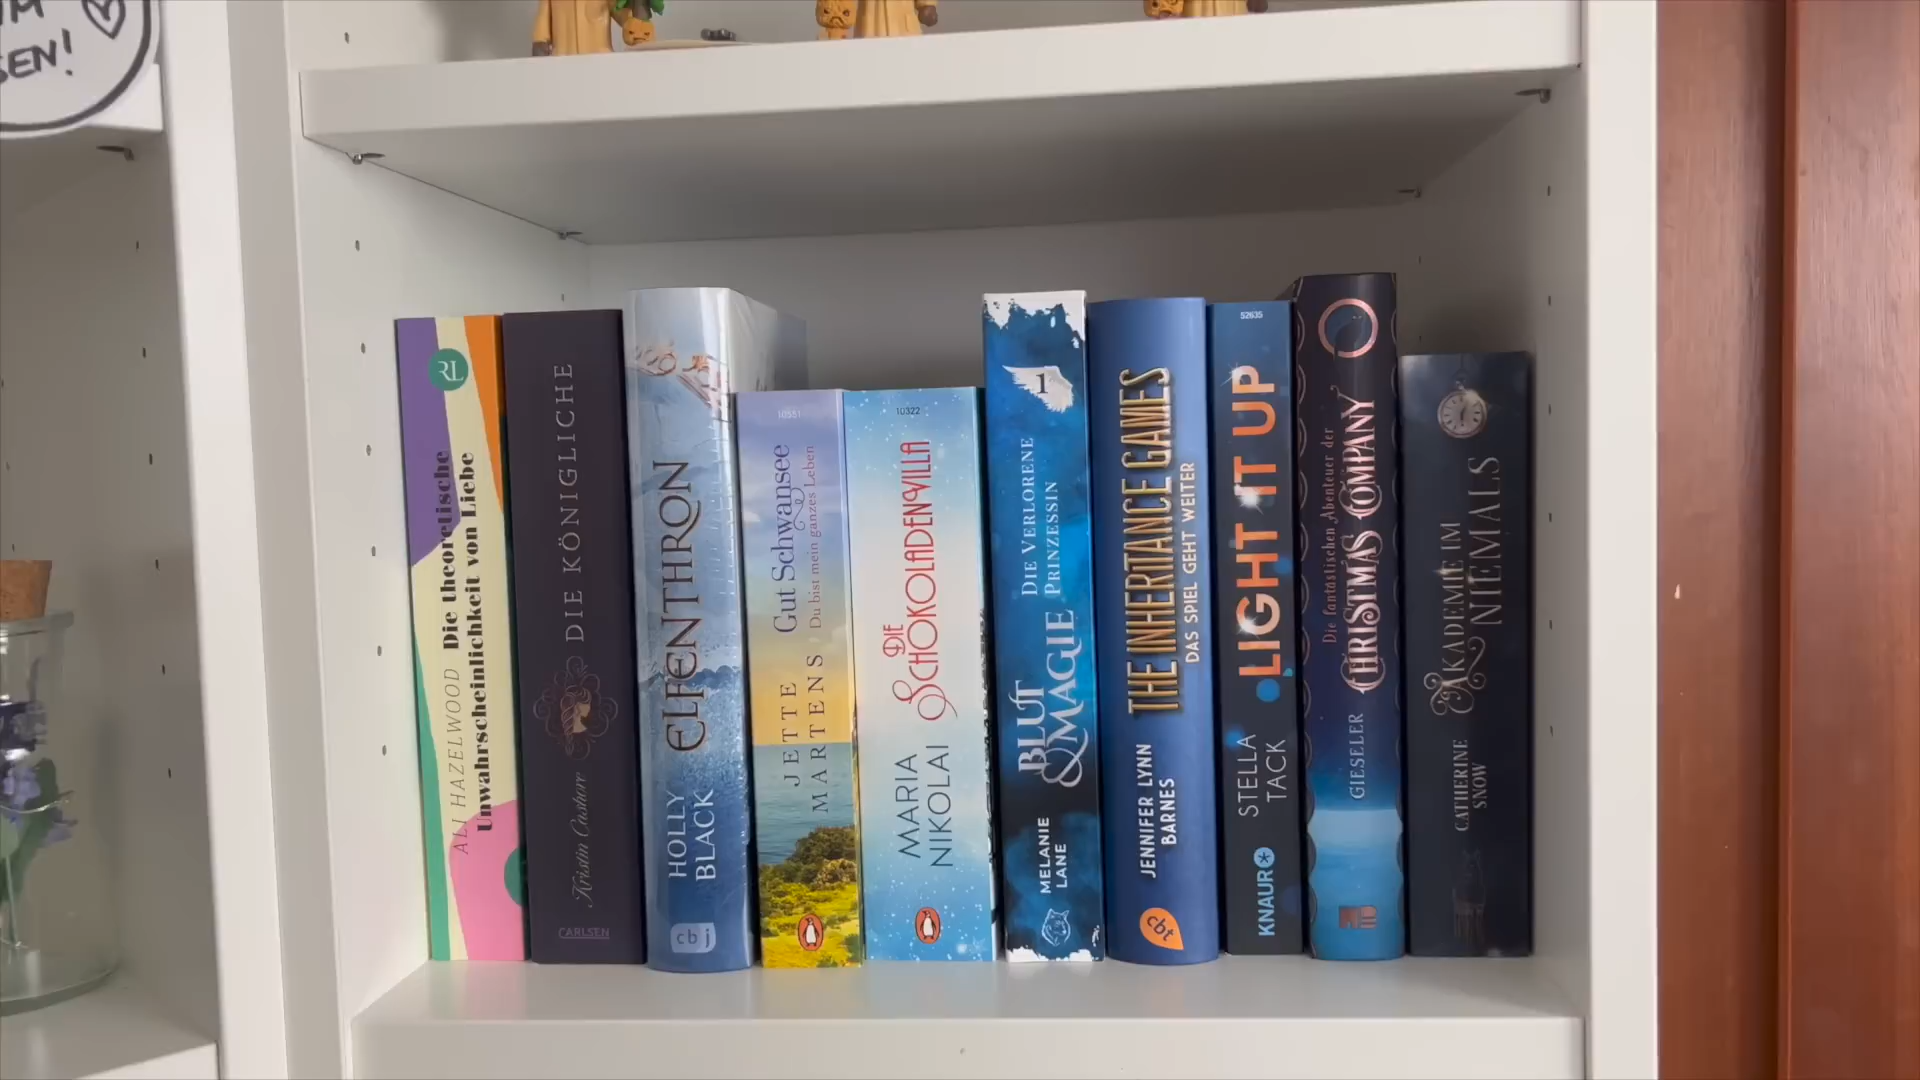 SEN!
RL
ALI HAZELWOOD Die theoretische
Unwahrscheinlichkeit von Liebe
DIE KÖNIGLICHE
Kristin Cashore
CARLSEN
ELFENTHRON
HOLLY
BLACK
cbj
10551
Gut Schwansee
Du bist mein ganzes Leben
JETTE
MARTENS
10322
DIE
SCHOKOLADENVILLA
MARIA
NIKOLAI
1
DIE VERLORENE
PRINZESSIN
BLUT
& MAGIE
MELANIE
LANE
THE INHERITANCE GAMES
DAS SPIEL GEHT WEITER
JENNIFER LYNN
BARNES
cbt
52635
LIGHT IT UP
STELLA
TACK
KNAUR
Die fantastischen Abenteuer der
CHRISTMAS COMPANY
GIESELER
AKADEMIE IM
NIEMALS
CATHERINE
SNOW